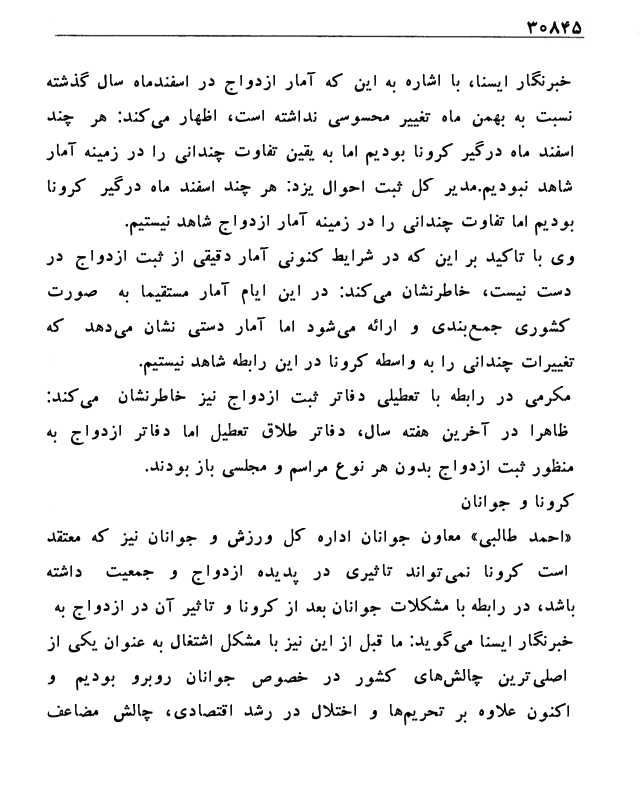 ۳۰۸۴۵
خبرنگار ایسنا، با اشاره به این که آمار ازدواج در اسفندماه سال گذشته
نسبت به بهمن ماه تغییر محسوسی نداشته است، اظهار می‌کند: هر چند
اسفند ماه درگیر کرونا بودیم اما به یقین تفاوت چندانی را در زمینه آمار
شاهد نبودیم.مدیر کل ثبت احوال یزد: هر چند اسفند ماه درگیر کرونا
بودیم اما تفاوت چندانی را در زمینه آمار ازدواج شاهد نیستیم.
وی با تاکید بر این که در شرایط کنونی آمار دقیقی از ثبت ازدواج در
دست نیست، خاطرنشان می‌کند: در این ایام آمار مستقیما به صورت
کشوری جمع‌بندی و ارائه می‌شود اما آمار دستی نشان می‌دهد که
تغییرات چندانی را به واسطه کرونا در این رابطه شاهد نیستیم.
مکرمی در رابطه با تعطیلی دفاتر ثبت ازدواج نیز خاطرنشان می‌کند:
ظاهرا در آخرین هفته سال، دفاتر طلاق تعطیل اما دفاتر ازدواج به
منظور ثبت ازدواج بدون هر نوع مراسم و مجلسی باز بودند.
کرونا و جوانان
«احمد طالبی» معاون جوانان اداره کل ورزش و جوانان نیز که معتقد
است کرونا نمی‌تواند تاثیری در پدیده ازدواج و جمعیت داشته
باشد، در رابطه با مشکلات جوانان بعد از کرونا و تاثیر آن در ازدواج به
خبرنگار ایسنا می‌گوید: ما قبل از این نیز با مشکل اشتغال به عنوان یکی از
اصلی‌ترین چالش‌های کشور در خصوص جوانان روبرو بودیم و
اکنون علاوه بر تحریم‌ها و اختلال در رشد اقتصادی، چالش مضاعف